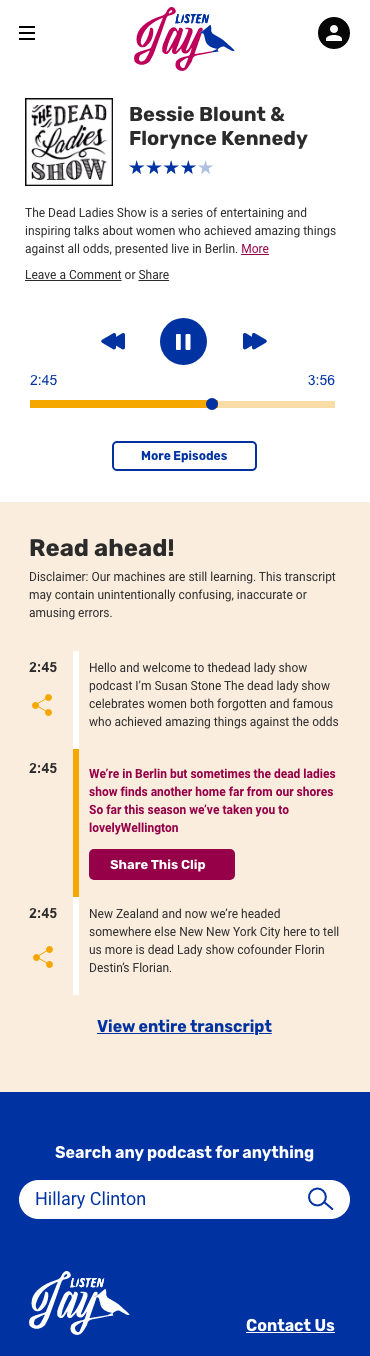 LISTEN
Jay
THE DEAD
Ladies
SHOW
Bessie Blount &
Florynce Kennedy
The Dead Ladies Show is a series of entertaining and
inspiring talks about women who achieved amazing things
against all odds, presented live in Berlin. More
Leave a Comment or Share
2:45
3:56
More Episodes
Read ahead!
Disclaimer: Our machines are still learning. This transcript
may contain unintentionally confusing, inaccurate or
amusing errors.
2:45
Hello and welcome to thedead lady show
podcast I'm Susan Stone The dead lady show
celebrates women both forgotten and famous
who achieved amazing things against the odds
2:45
We're in Berlin but sometimes the dead ladies
show finds another home far from our shores
So far this season we've taken you to
lovelyWellington
Share This Clip
2:45
New Zealand and now we're headed
somewhere else New New York City here to tell
us more is dead Lady show cofounder Florin
Destin's Florian.
View entire transcript
Search any podcast for anything
Hillary Clinton
LISTEN
Jay
Contact Us